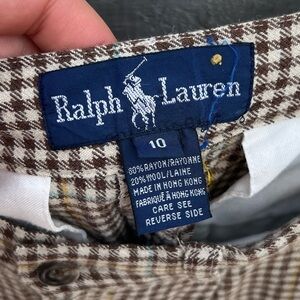 Ralph Lauren
10
80% RAYON/RAYONNE
20% WOOL/LAINE
MADE IN HONG KONG
FABRIQUÉ À HONG KONG
CARE SEE
REVERSE SIDE